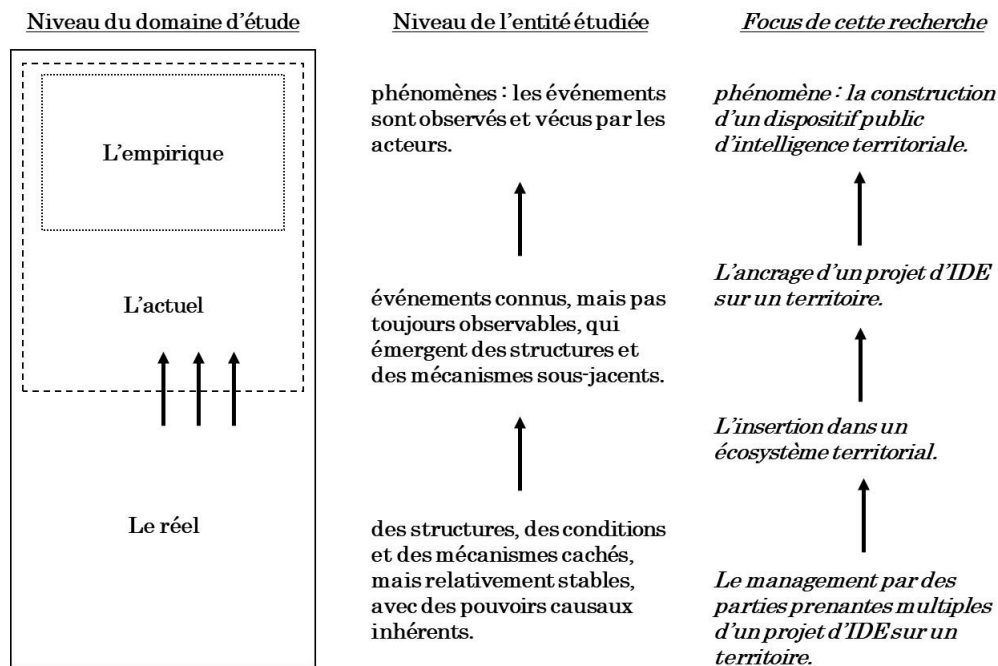 Niveau du domaine d'étude
L'empirique
L'actuel
Le réel
Niveau de l'entité étudiée
phénomènes : les événements
sont observés et vécus par les
acteurs.
événements connus, mais pas
toujours observables, qui
émergent des structures et
des mécanismes sous-jacents.
des structures, des conditions
et des mécanismes cachés,
mais relativement stables,
avec des pouvoirs causaux
inhérents.
Focus de cette recherche
phénomène : la construction
d'un dispositif public
d'intelligence territoriale.
L'ancrage d'un projet d'IDE
sur un territoire.
L'insertion dans un
écosystème territorial.
Le management par des
parties prenantes multiples
d'un projet d'IDE sur un
territoire.